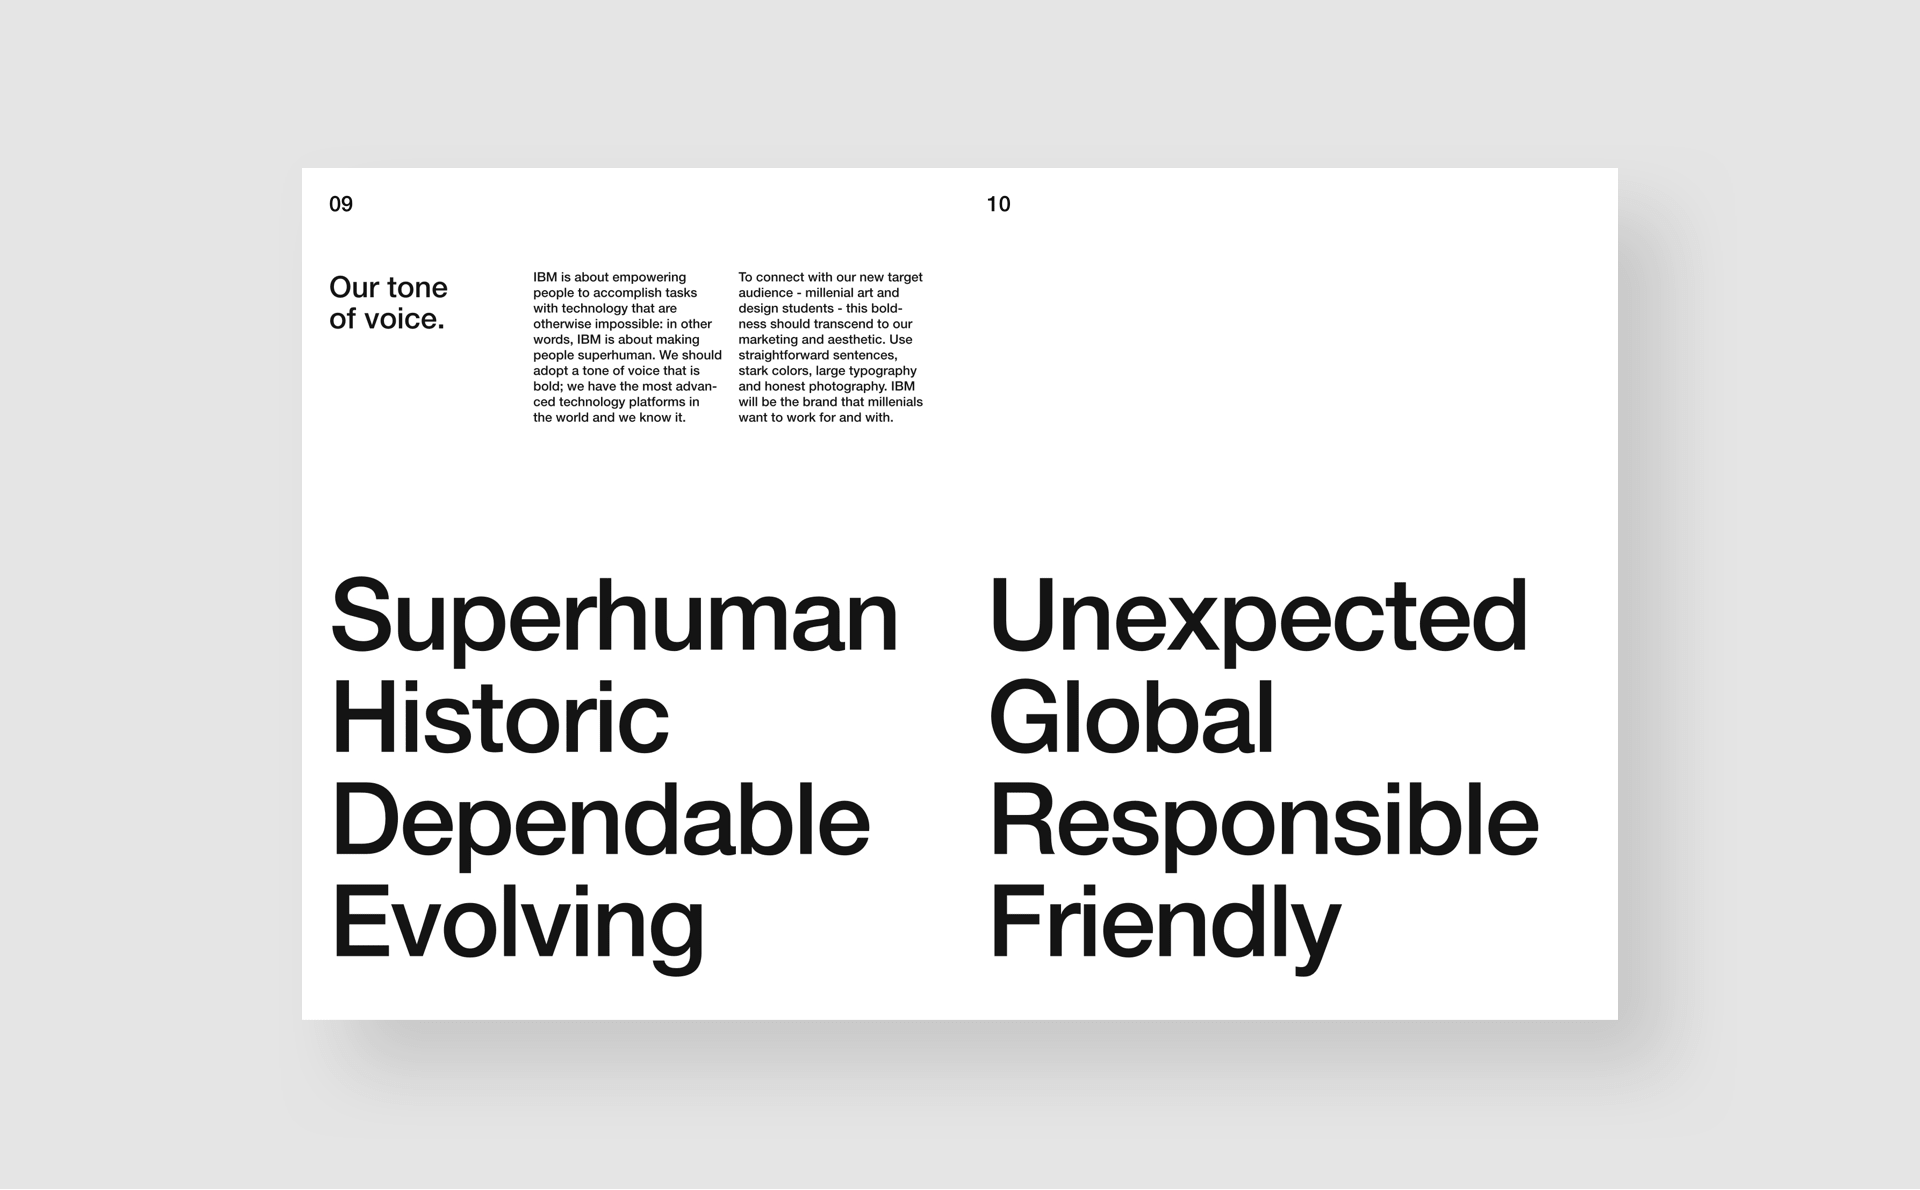 09
Our tone
of voice.
IBM is about empowering
people to accomplish tasks
with technology that are
otherwise impossible: in other
words, IBM is about making
people superhuman. We should
adopt a tone of voice that is
bold; we have the most advan-
ced technology platforms in
the world and we know it.
To connect with our new target
audience - millenial art and
design students - this bold-
ness should transcend to our
marketing and aesthetic. Use
straightforward sentences,
stark colors, large typography
and honest photography. IBM
will be the brand that millenials
want to work for and with.
Superhuman
Historic
Dependable
Evolving
10
Unexpected
Global
Responsible
Friendly